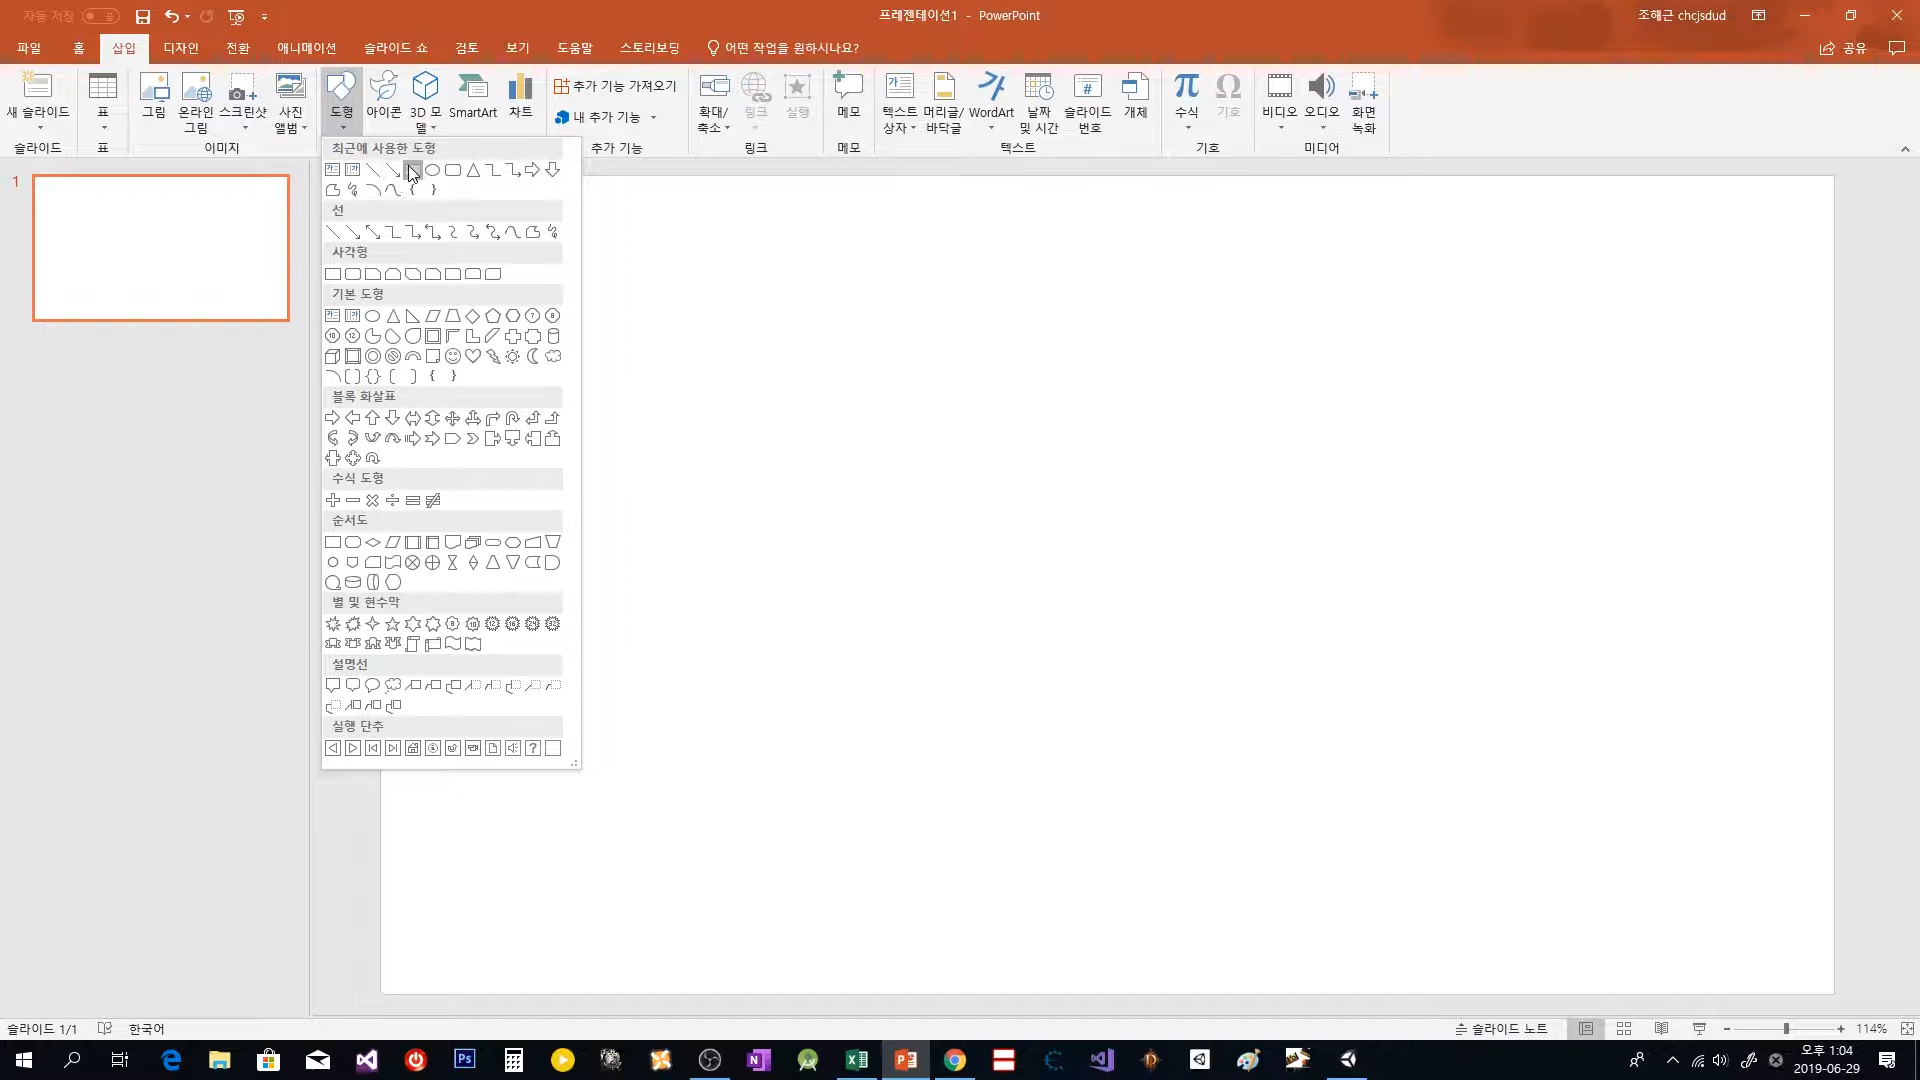 자동 저장
프레젠테이션1 - PowerPoint
조해근 chcjsdud
파일 홈 삽입 디자인 전환 애니메이션 슬라이드 쇼 검토 보기 도움말 스토리보딩 어떤 작업을 원하시나요? 공유
새 슬라이드
표
그림
온라인 그림
스크린샷
사진 앨범
도형
아이콘
3D 모델
SmartArt
차트
추가 기능 가져오기
내 추가 기능
확대/축소
링크
실행
메모
텍스트 상자
머리글/바닥글
WordArt
날짜 및 시간
슬라이드 번호
개체
수식
기호
비디오
오디오
화면 녹화
슬라이드 표 이미지 추가 기능 링크 메모 텍스트 기호 미디어
최근에 사용한 도형
선
사각형
기본 도형
블록 화살표
수식 도형
순서도
별 및 현수막
설명선
실행 단추
1
슬라이드 1/1 한국어 슬라이드 노트 114%
오후 1:04
2019-06-29